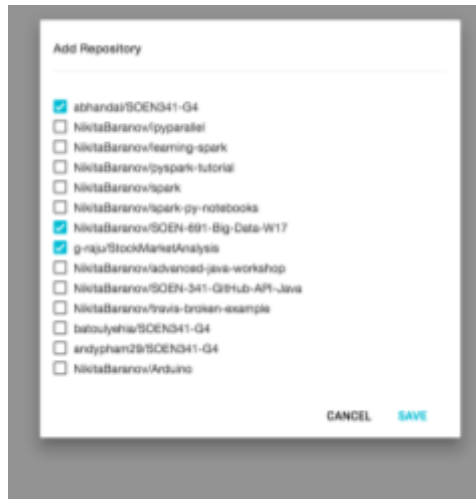 Add Repository
abhandal/SOEN341-G4
NikitaBaranov/ipyparallel
NikitaBaranov/learning-spark
NikitaBaranov/pyspark-tutorial
NikitaBaranov/spark
NikitaBaranov/spark-py-notebooks
NikitaBaranov/SOEN-691-Big-Data-W17
g-raju/StockMarketAnalysis
NikitaBaranov/advanced-java-workshop
NikitaBaranov/SOEN-341-GitHub-API-Java
NikitaBaranov/travis-broken-example
batoulyehia/SOEN341-G4
andypham29/SOEN341-G4
NikitaBaranov/Arduino
CANCEL SAVE